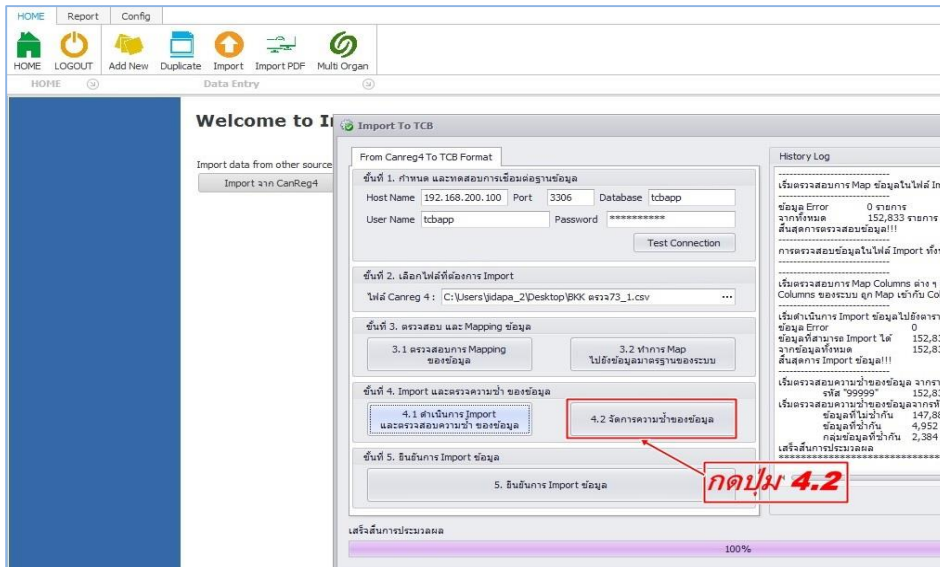 HOME Report Config
HOME LOGOUT Add New Duplicate Import Import PDF Multi Organ
HOME Data Entry
Welcome to I
Import data from other source
Import จาก CanReg4
Import To TCB
From Canreg4 To TCB Format
ขั้นที่ 1. กำหนด และทดสอบการเชื่อมต่อฐานข้อมูล
Host Name 192.168.200.100 Port 3306 Database tcbapp
User Name tcbapp Password **********
Test Connection
ขั้นที่ 2. เลือกไฟล์ที่ต้องการ Import
ไฟล์ Canreg 4 : C:\Users\jidapa_2\Desktop\BKK ตรวจ73_1.csv ...
ขั้นที่ 3. ตรวจสอบ และ Mapping ข้อมูล
3.1 ตรวจสอบการ Mapping
ของข้อมูล
3.2 ทำการ Map
ไปยังข้อมูลมาตรฐานของระบบ
ขั้นที่ 4. Import และตรวจความซ้ำ ของข้อมูล
4.1 ดำเนินการ Import
และตรวจสอบความซ้ำ ของข้อมูล
4.2 จัดการความซ้ำของข้อมูล
ขั้นที่ 5. ยืนยันการ Import ข้อมูล
5. ยืนยันการ Import ข้อมูล
กดปุ่ม 4.2
เสร็จสิ้นการประมวลผล
100%
History Log
------------------------------
เริ่มตรวจสอบการ Map ข้อมูลในไฟล์ Im
------------------------------
ข้อมูล Error 0 รายการ
จากทั้งหมด 152,833 รายการ
สิ้นสุดการตรวจสอบข้อมูล!!!
------------------------------
การตรวจสอบข้อมูลในไฟล์ Import ทั้ง
------------------------------
------------------------------
เริ่มตรวจสอบการ Map Columns ต่าง ๆ
Columns ของระบบ ถูก Map เข้ากับ Col
------------------------------
เริ่มดำเนินการ Import ข้อมูลไปยังตารา
ข้อมูล Error 0
ข้อมูลที่สามารถ Import ได้ 152,83
จากข้อมูลทั้งหมด 152,83
สิ้นสุดการ Import ข้อมูล!!!
------------------------------
เริ่มตรวจสอบความซ้ำของข้อมูล จากรา
รหัส "99999" 152,83
เริ่มตรวจสอบความซ้ำของข้อมูลจากรหั
ข้อมูลที่ไม่ซ้ำกัน 147,88
ข้อมูลที่ซ้ำกัน 4,952
กลุ่มข้อมูลที่ซ้ำกัน 2,384
เสร็จสิ้นการประมวลผล
******************************